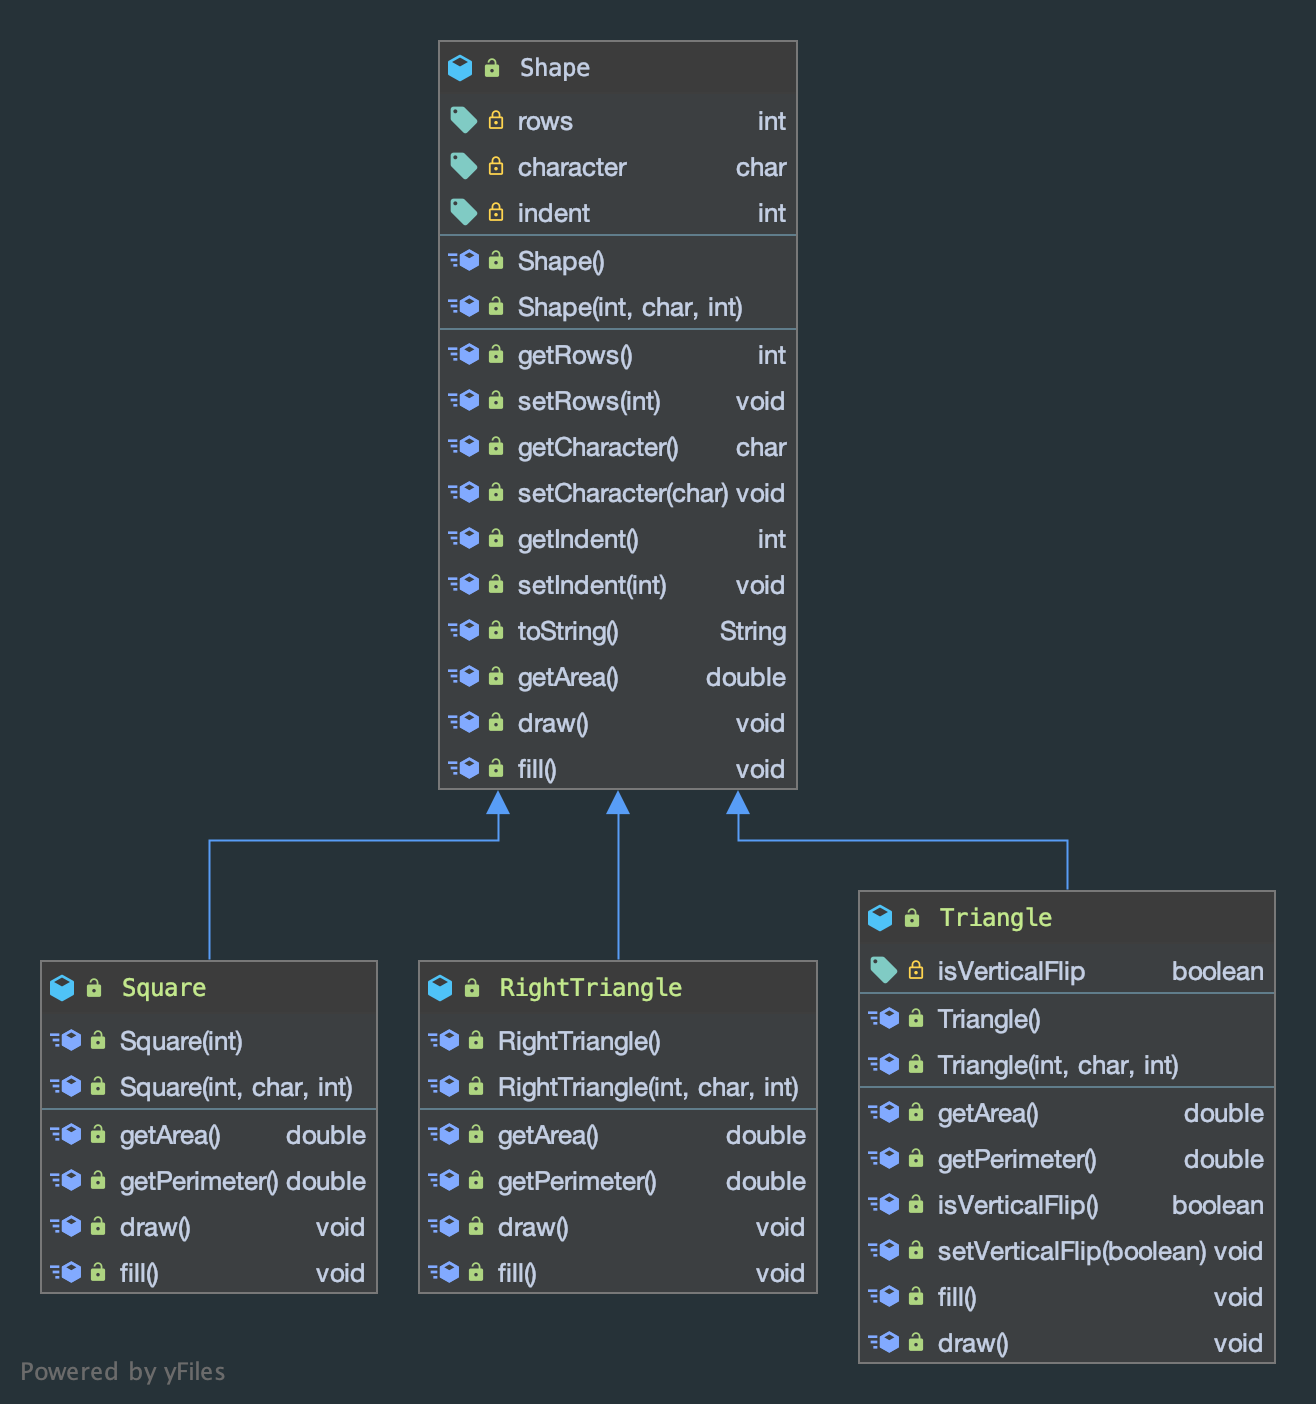 Shape
rows int
character char
indent int
Shape()
Shape(int, char, int)
getRows() int
setRows(int) void
getCharacter() char
setCharacter(char) void
getIndent() int
setIndent(int) void
toString() String
getArea() double
draw() void
fill() void
Square
Square(int)
Square(int, char, int)
getArea() double
getPerimeter() double
draw() void
fill() void
RightTriangle
RightTriangle()
RightTriangle(int, char, int)
getArea() double
getPerimeter() double
draw() void
fill() void
Triangle
isVerticalFlip boolean
Triangle()
Triangle(int, char, int)
getArea() double
getPerimeter() double
isVerticalFlip() boolean
setVerticalFlip(boolean) void
fill() void
draw() void
Powered by yFiles